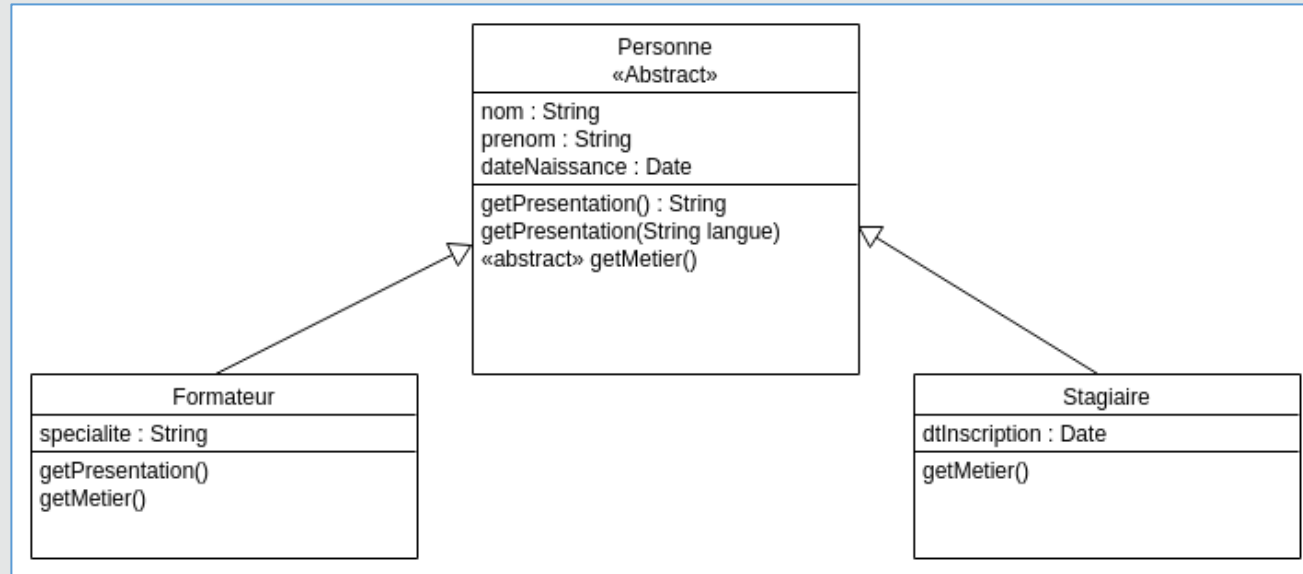 Personne
«Abstract»
nom : String
prenom : String
dateNaissance : Date
getPresentation() : String
getPresentation(String langue)
«abstract» getMetier()
Formateur
specialite : String
getPresentation()
getMetier()
Stagiaire
dtInscription : Date
getMetier()